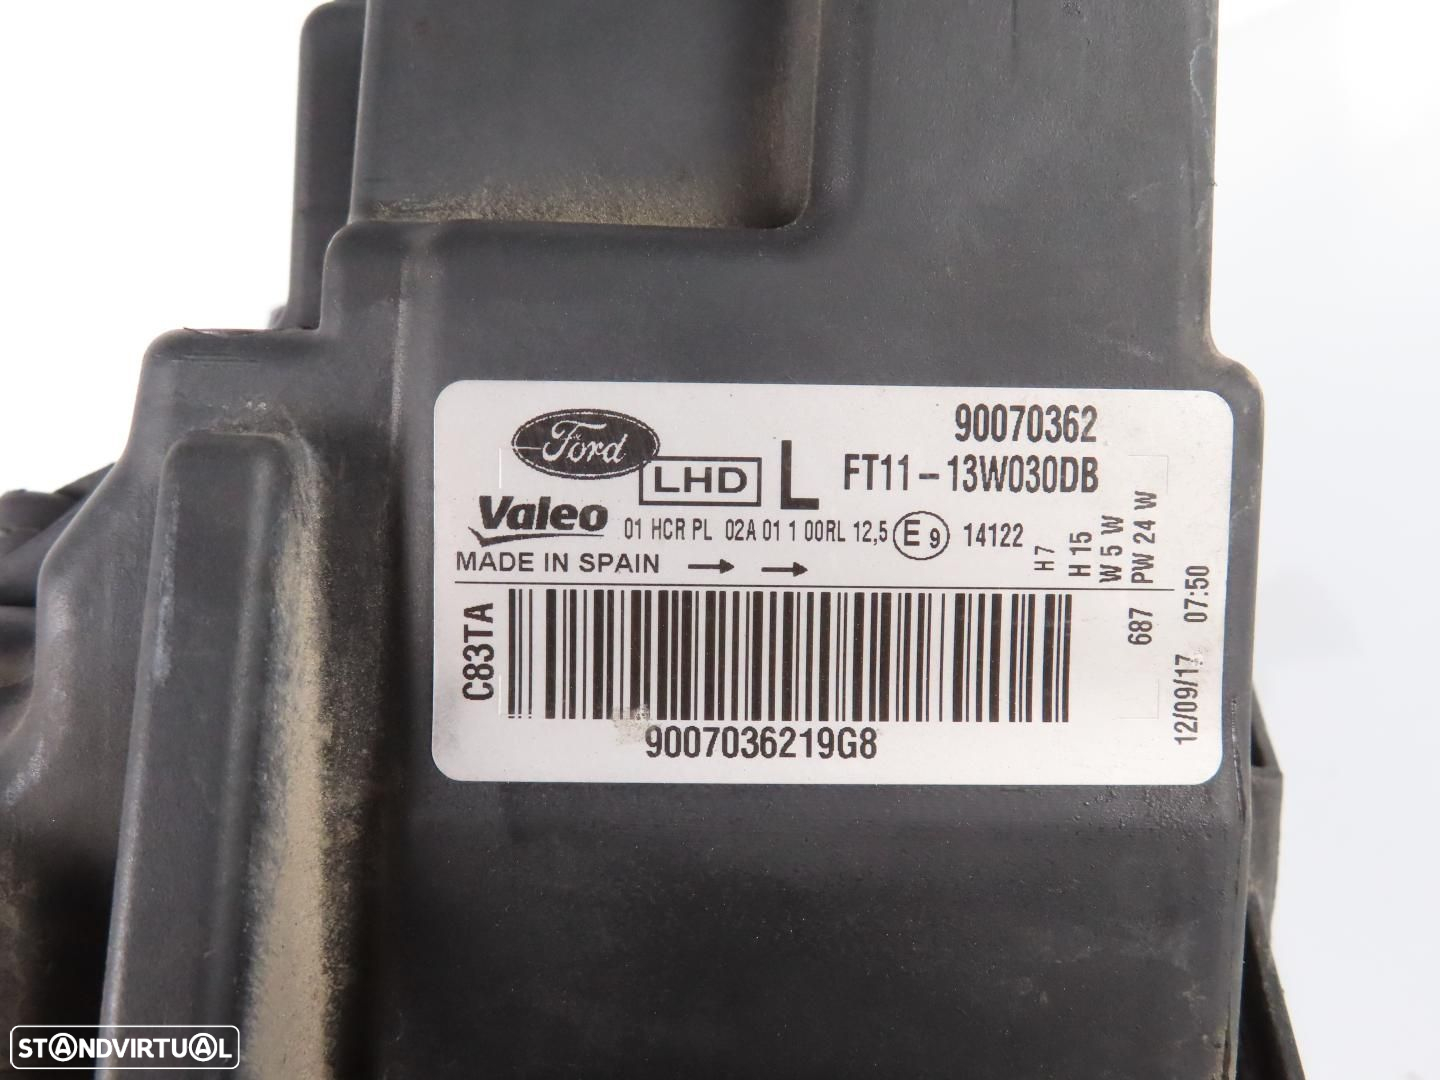 Ford
90070362
LHD L FT11-13W030DB
Valeo 01 HCR PL 02A 01 1 00RL 12,5 E9 14122
MADE IN SPAIN → →
H7
H 15
W 5 W
PW 24 W
C83TA
687
12/09/17 07:50
9007036219G8
STANDVIRTUAL